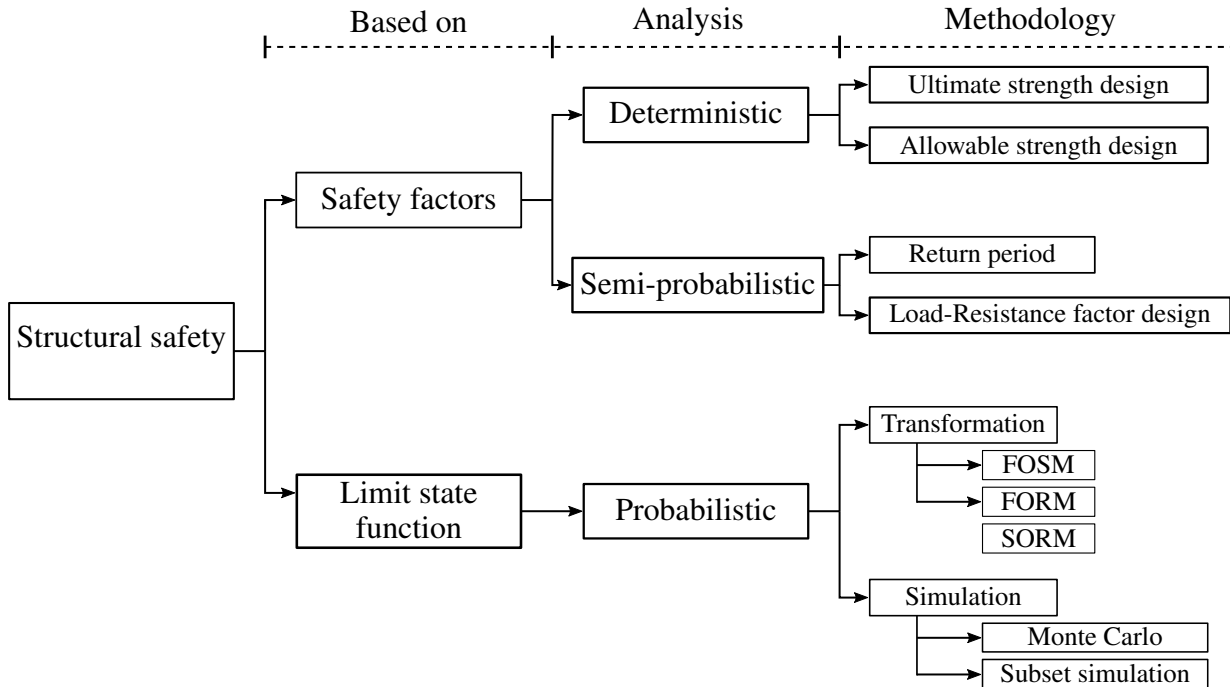 Based on
Analysis
Methodology
Structural safety
Safety factors
Limit state
function
Deterministic
Semi-probabilistic
Probabilistic
Ultimate strength design
Allowable strength design
Return period
Load-Resistance factor design
Transformation
FOSM
FORM
SORM
Simulation
Monte Carlo
Subset simulation